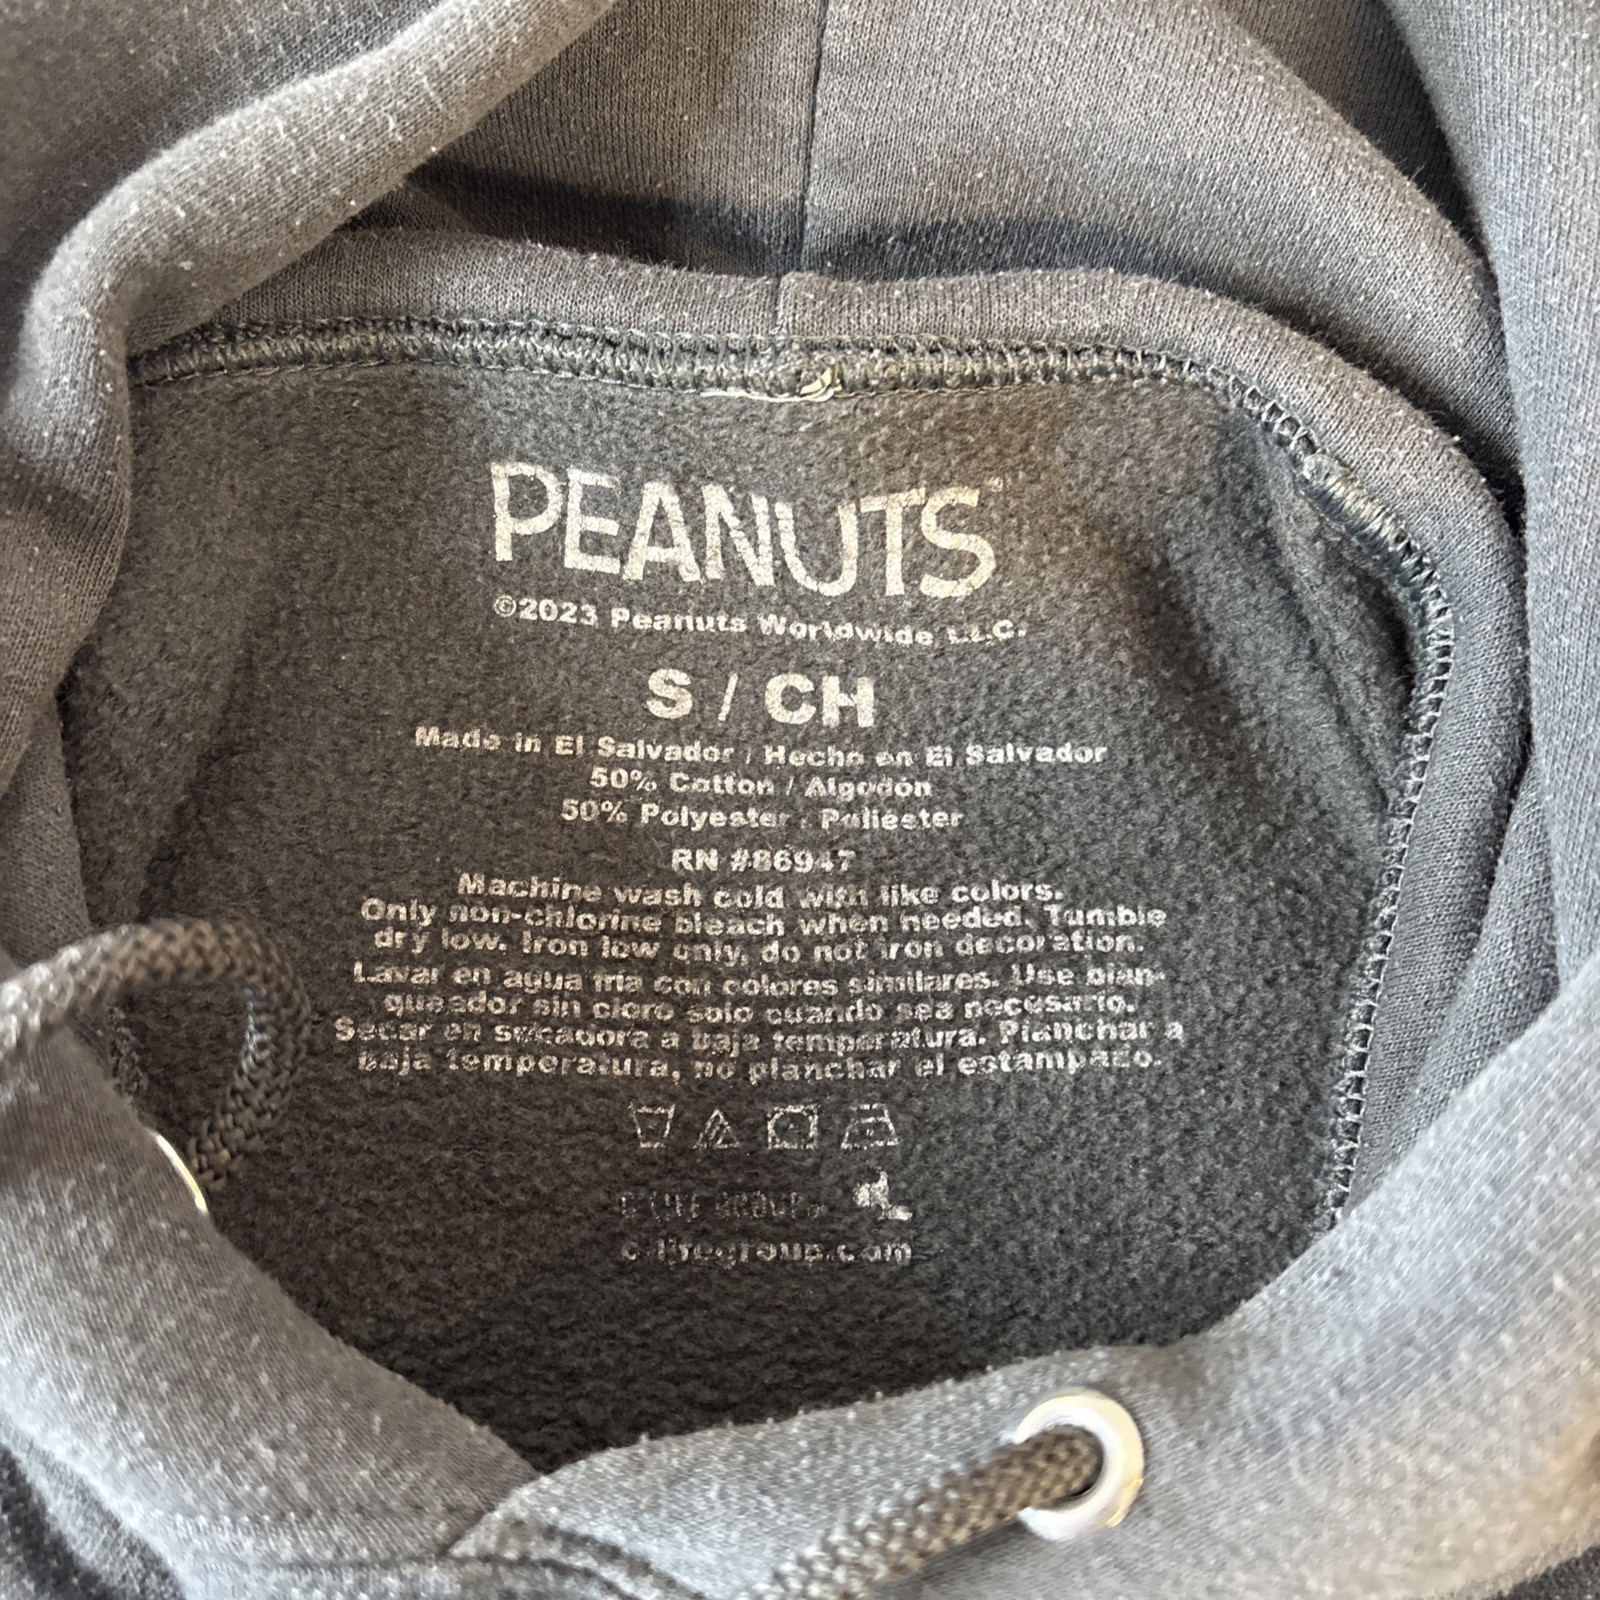 PEANUTS
©2023 Peanuts Worldwide LLC.
S / CH
Made in El Salvador / Hecho en El Salvador
50% Cotton / Algodón
50% Polyester / Poliéster
RN #86947
Machine wash cold with like colors.
Only non-chlorine bleach when needed. Tumble
dry low. Iron low only, do not iron decoration.
Lavar en agua fria con colores similares. Use blan-
queador sin cloro solo cuando sea necesario.
Secar en secadora a baja temperatura. Planchar a
baja temperatura, no planchar el estampado.